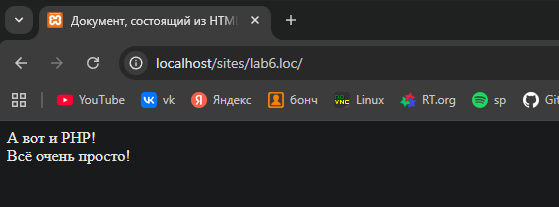 Документ, состоящий из HTM
localhost/sites/lab6.loc/
YouTube vk Яндекс бонч VNC Linux RT.org sp Git
А вот и PHP!
Всё очень просто!